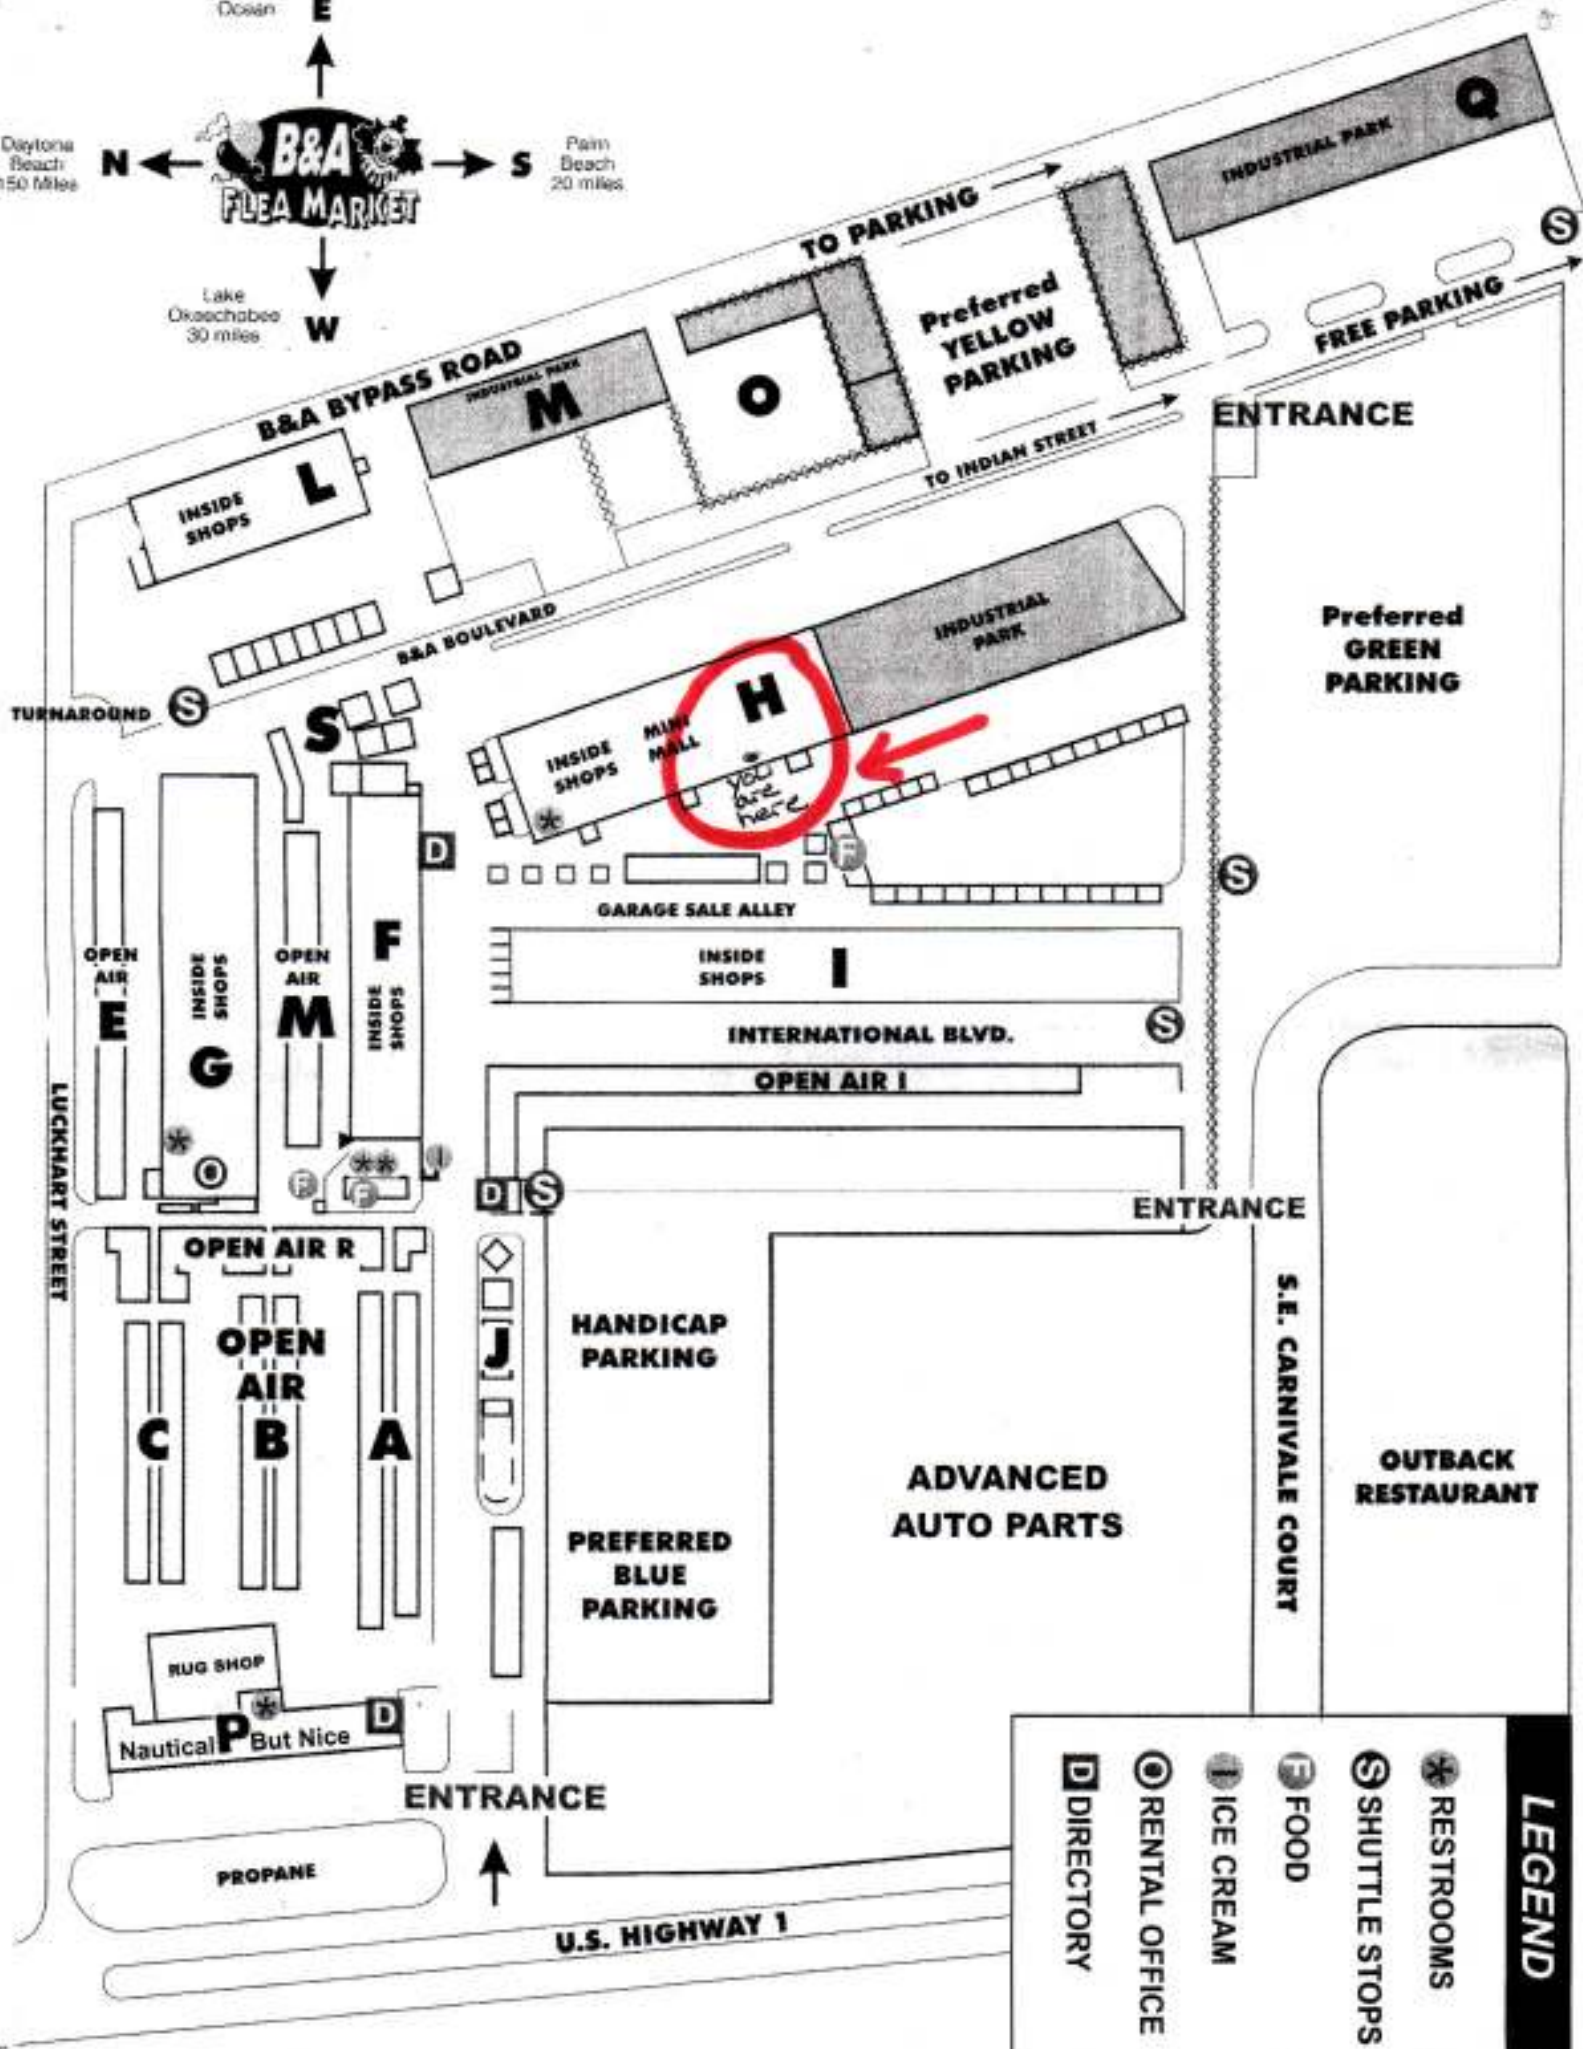 Ocean E
Daytona
Beach
150 Miles
N
B&A
FLEA MARKET
S
Palm
Beach
20 miles
Lake
Okeechobee
30 miles
W
Q
INDUSTRIAL PARK
S
TO PARKING
FREE PARKING
Preferred
YELLOW
PARKING
B&A BYPASS ROAD
INDUSTRIAL PARK
M
O
ENTRANCE
TO INDIAN STREET
L
INSIDE
SHOPS
B&A BOULEVARD
INDUSTRIAL
PARK
Preferred
GREEN
PARKING
TURNAROUND S
S
H
MINI
MALL
INSIDE
SHOPS
you
are
here
*
D
F
S
GARAGE SALE ALLEY
OPEN
AIR
E
INSIDE
SHOPS
G
OPEN
AIR
M
F
INSIDE
SHOPS
INSIDE
SHOPS
I
INTERNATIONAL BLVD.
S
OPEN AIR I
LUCKHART STREET
*
O
F
**
F
I
D S
ENTRANCE
OPEN AIR R
OPEN
AIR
C B A
J
HANDICAP
PARKING
S.E. CARNIVALE COURT
ADVANCED
AUTO PARTS
OUTBACK
RESTAURANT
PREFERRED
BLUE
PARKING
RUG SHOP
*
D
Nautical P But Nice
ENTRANCE
PROPANE
U.S. HIGHWAY 1
LEGEND
* RESTROOMS
S SHUTTLE STOPS
F FOOD
I ICE CREAM
O RENTAL OFFICE
D DIRECTORY